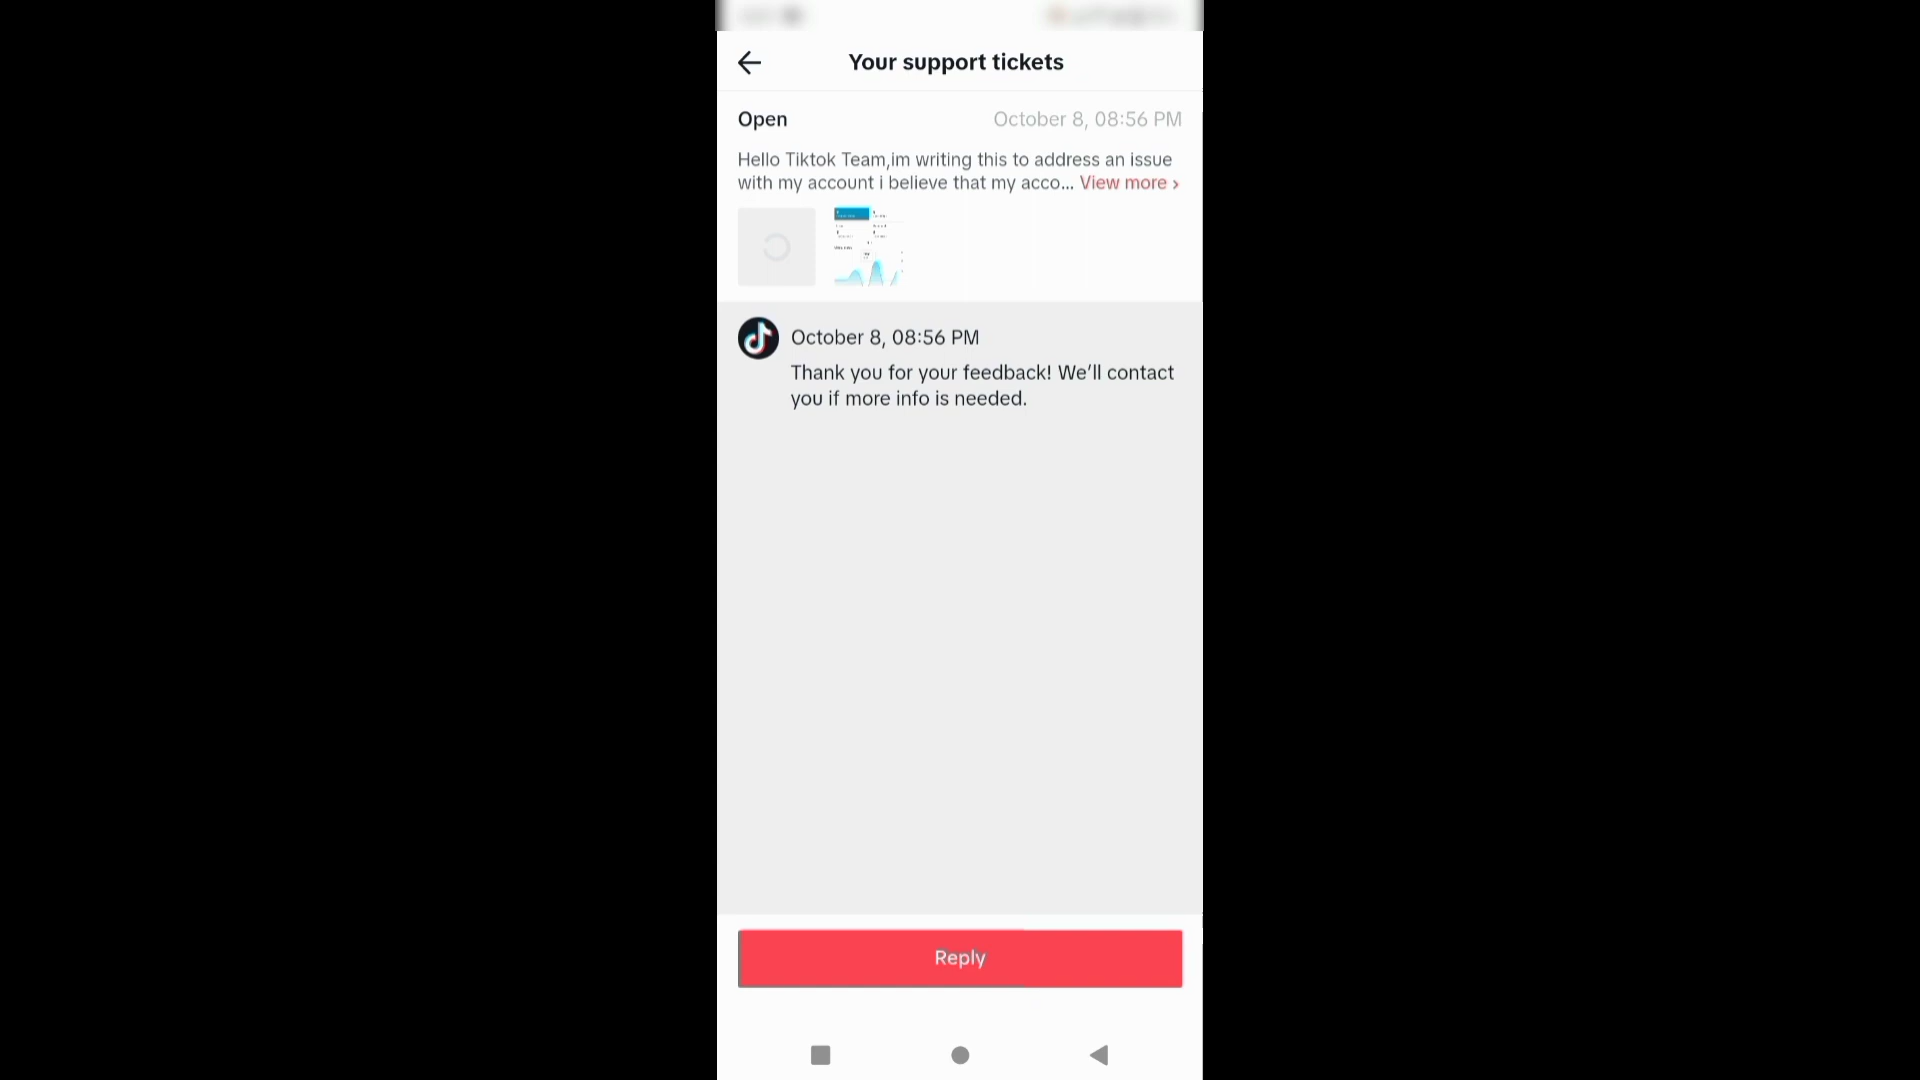 Your support tickets
Open
October 8, 08:56 PM
Hello Tiktok Team,im writing this to address an issue
with my account i believe that my acco... View more ›
October 8, 08:56 PM
Thank you for your feedback! We’ll contact
you if more info is needed.
Reply